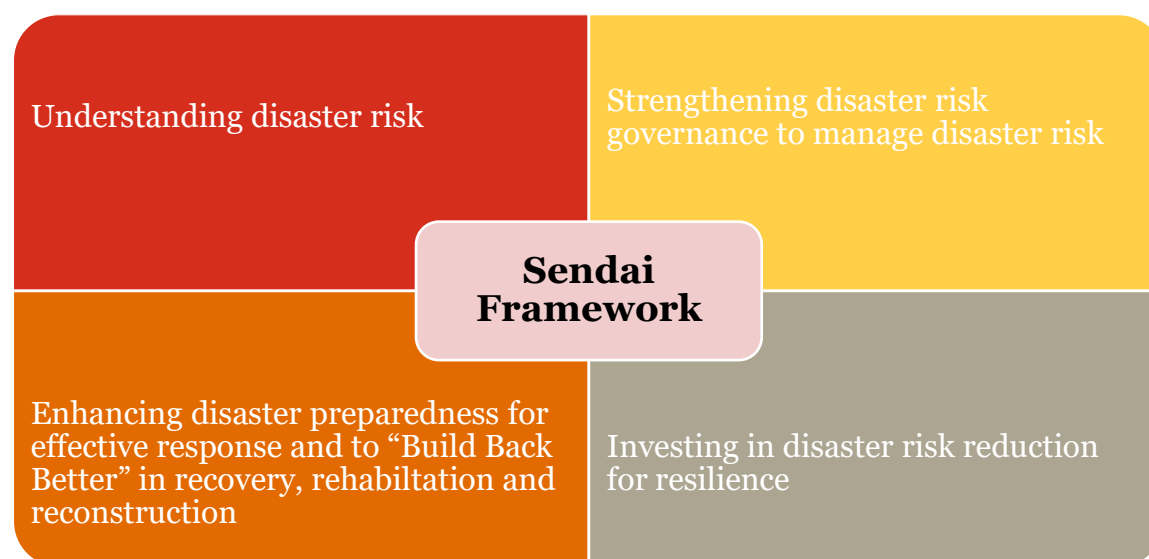 Understanding disaster risk
Strengthening disaster risk
governance to manage disaster risk
Sendai
Framework
Enhancing disaster preparedness for
effective response and to “Build Back
Better” in recovery, rehabiltation and
reconstruction
Investing in disaster risk reduction
for resilience